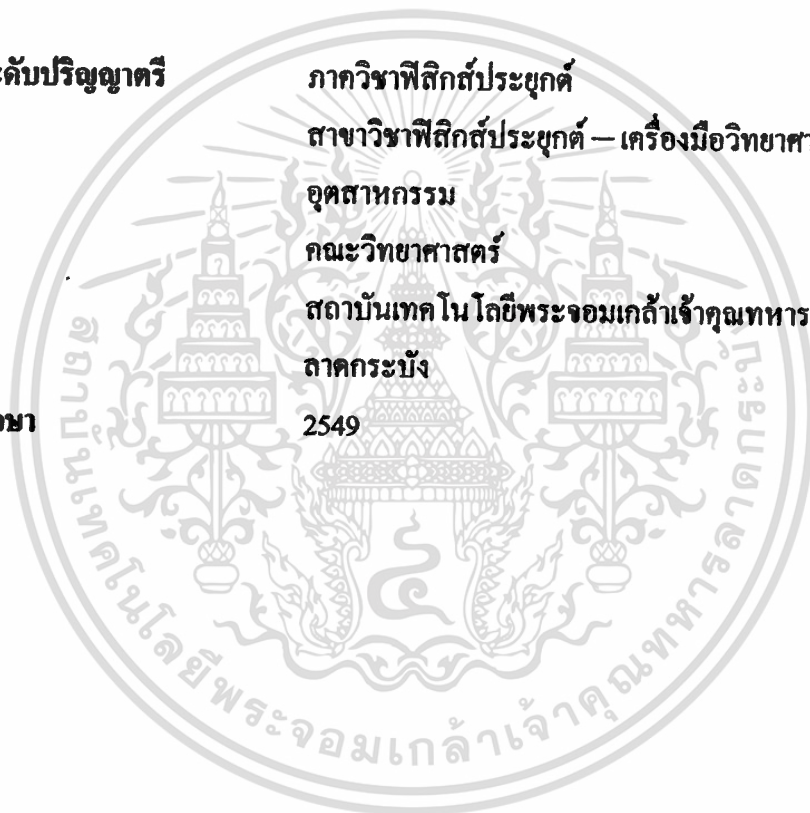 ะดับปริญญาตรี ภาควิชาฟิสิกส์ประยุกต์
สาขาวิชาฟิสิกส์ประยุกต์ – เครื่องมือวิทยาศา
อุตสาหกรรม
คณะวิทยาศาสตร์
สถาบันเทคโนโลยีพระจอมเกล้าเจ้าคุณทหาร
ลาดกระบัง
2549
สถาบันเทคโนโลยีพระจอมเกล้าเจ้าคุณทหารลาดกระบัง
๔